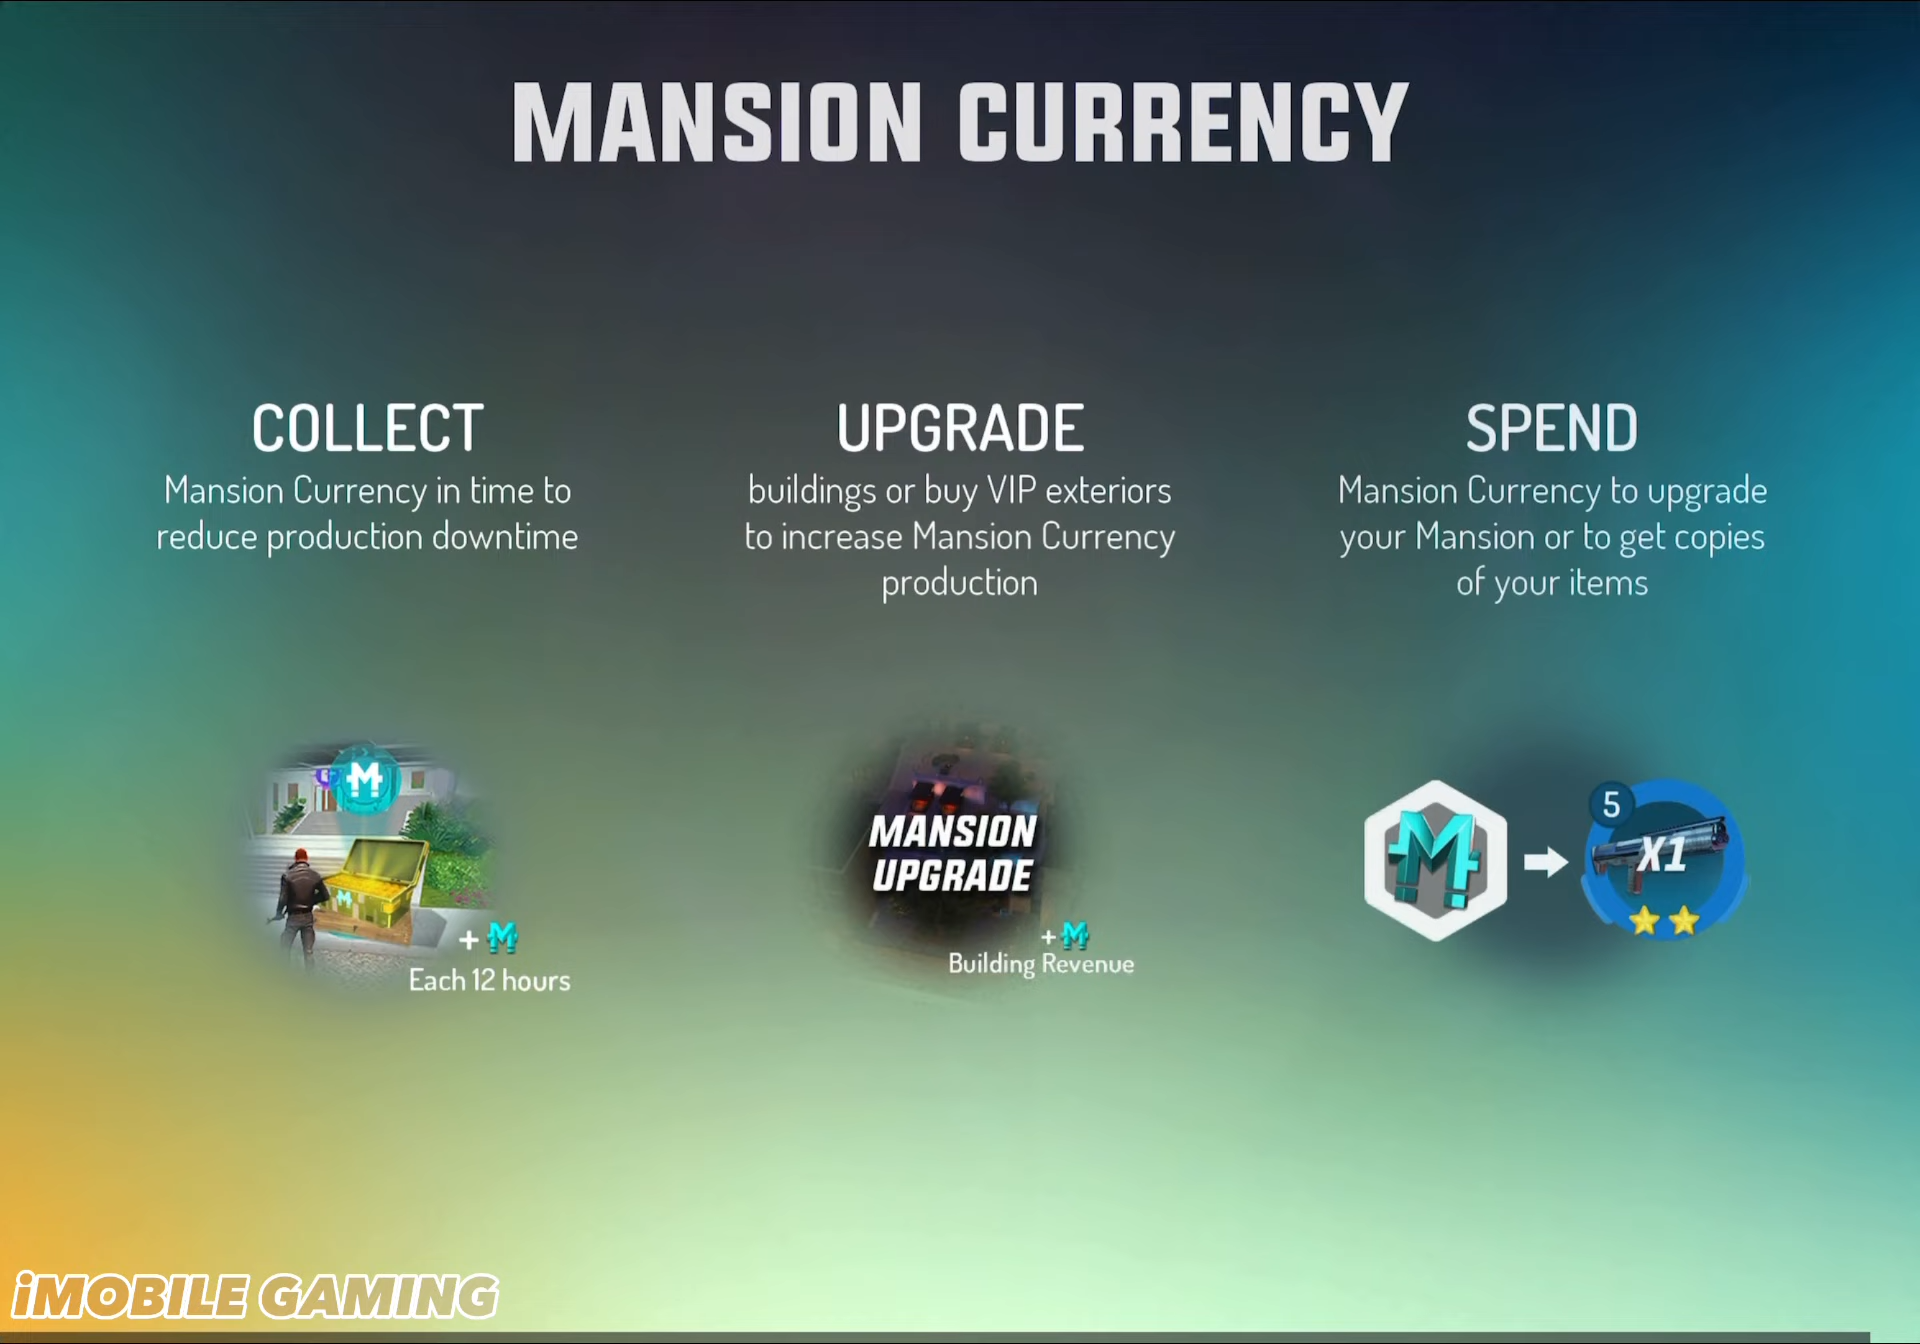 MANSION CURRENCY
COLLECT
Mansion Currency in time to
reduce production downtime
M
+ M
Each 12 hours
UPGRADE
buildings or buy VIP exteriors
to increase Mansion Currency
production
MANSION
UPGRADE
+M
Building Revenue
SPEND
Mansion Currency to upgrade
your Mansion or to get copies
of your items
M
5
X1
iMOBILE GAMING